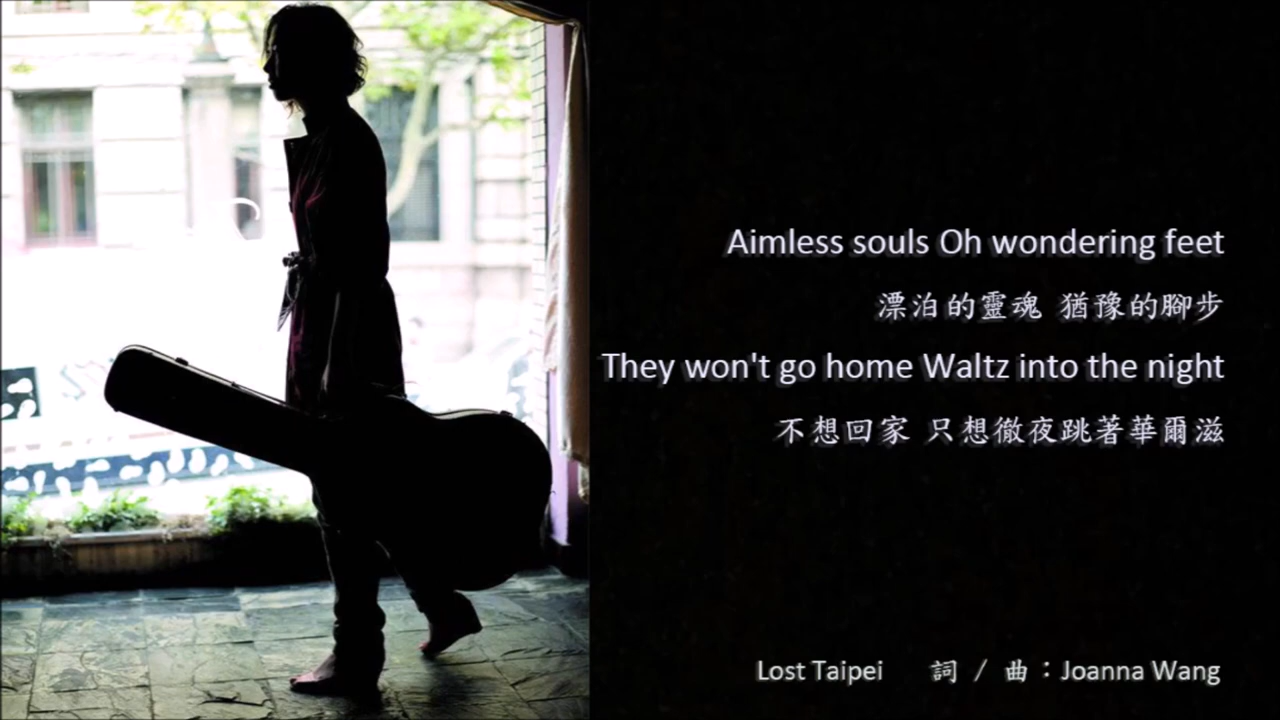 Aimless souls Oh wondering feet
漂泊的靈魂 猶豫的腳步
They won't go home Waltz into the night
不想回家 只想徹夜跳著華爾滋
Lost Taipei 詞 / 曲：Joanna Wang